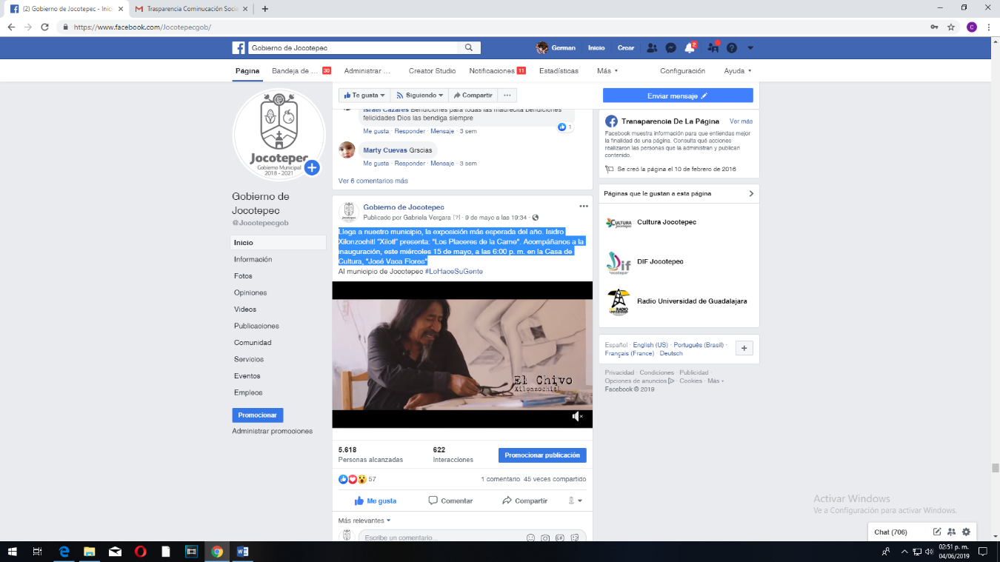 (2) Gobierno de Jocotepec - Inic
Trasparencia Cominucación Socia
https://www.facebook.com/Jocotepecgob/
C
Gobierno de Jocotepec
German
Inicio
Crear
2
Página
Bandeja de ...
30
Administrar ...
Creator Studio
Notificaciones
11
Estadísticas
Más
Configuración
Ayuda
Te gusta
Siguiendo
Compartir
Enviar mensaje
Jocotepec
Gobierno Municipal
2018 - 2021
Gobierno de
Jocotepec
@Jocotepecgob
Inicio
Información
Fotos
Opiniones
Videos
Publicaciones
Comunidad
Servicios
Eventos
Empleos
Promocionar
Administrar promociones
Israel Cazares Bendiciones para todas las madrecita bendiciones
felicidades Dios las bendiga siempre
Me gusta · Responder · Mensaje · 3 sem
1
Marty Cuevas Grscias
Me gusta · Responder · Mensaje · 3 sem
Ver 6 comentarios más
Gobierno de Jocotepec
Publicado por Gabriela Vergara [?] · 9 de mayo a las 19:34 ·
Llega a nuestro municipio, la exposición más esperada del año. Isidro
Xilonzochitl "Xilotl" presenta: "Los Placeres de la Carne". Acompáñanos a la
inauguración, este miércoles 15 de mayo, a las 6:00 p. m. en la Casa de
Cultura, "José Vaca Flores"
Al municipio de Jocotepec #LoHaceSuGente
El Chivo
Xilonzochitl
5.618
Personas alcanzadas
622
Interacciones
Promocionar publicación
57
1 comentario 45 veces compartido
Me gusta
Comentar
Compartir
Más relevantes
Escribe un comentario...
Transparencia De La Página
Ver más
Facebook muestra información para que entiendas mejor
la finalidad de una página. Consulta qué acciones
realizaron las personas que la administran y publican
contenido.
Se creó la página el 10 de febrero de 2016
Páginas que le gustan a esta página
Cultura Jocotepec
DIF Jocotepec
Radio Universidad de Guadalajara
Español · English (US) · Português (Brasil) ·
Français (France) · Deutsch
Privacidad · Condiciones · Publicidad ·
Opciones de anuncios · Cookies · Más
Facebook © 2019
Activar Windows
Ve a Configuración para activar Windows.
Chat (706)
02:51 p. m.
04/06/2019